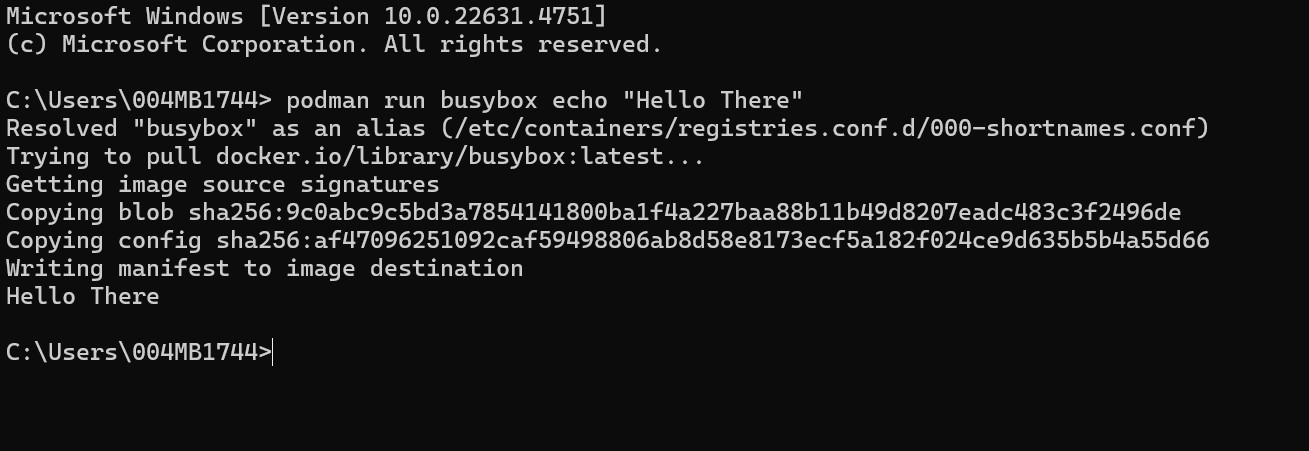 Microsoft Windows [Version 10.0.22631.4751]
(c) Microsoft Corporation. All rights reserved.
C:\Users\004MB1744> podman run busybox echo "Hello There"
Resolved "busybox" as an alias (/etc/containers/registries.conf.d/000-shortnames.conf)
Trying to pull docker.io/library/busybox:latest...
Getting image source signatures
Copying blob sha256:9c0abc9c5bd3a7854141800ba1f4a227baa88b11b49d8207eadc483c3f2496de
Copying config sha256:af47096251092caf59498806ab8d58e8173ecf5a182f024ce9d635b5b4a55d66
Writing manifest to image destination
Hello There
C:\Users\004MB1744>